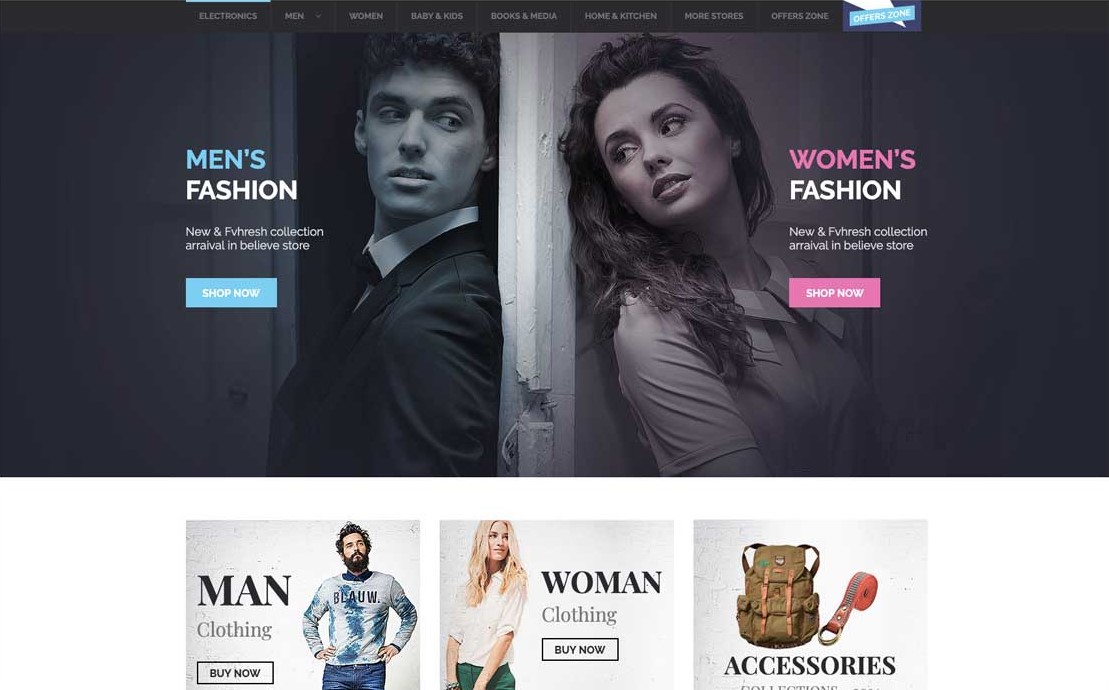 ELECTRONICS
MEN
WOMEN
BABY & KIDS
BOOKS & MEDIA
HOME & KITCHEN
MORE STORES
OFFERS ZONE
OFFERS ZONE
MEN'S
FASHION
New & Fvhresh collection
arraival in believe store
SHOP NOW
WOMEN'S
FASHION
New & Fvhresh collection
arraival in believe store
SHOP NOW
MAN
Clothing
BUY NOW
BLAUW.
WOMAN
Clothing
BUY NOW
ACCESSORIES
COLLECTIONS